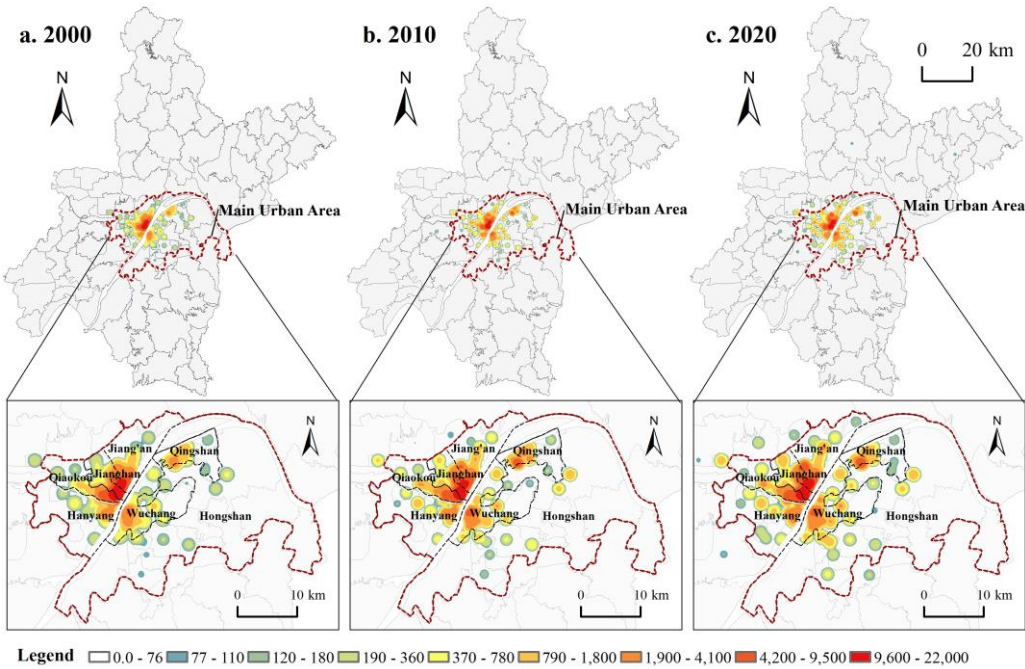 a. 2000
b. 2010
c. 2020
0 20 km
N
N
N
Main Urban Area
Main Urban Area
Main Urban Area
N
Jiang'an
Qingshan
Jianghan
Qiaokou
Hanyang
Wuchang
Hongshan
0 10 km
N
Jiang'an
Qingshan
Jianghan
Qiaokou
Hanyang
Wuchang
Hongshan
0 10 km
N
Jiang'an
Qingshan
Jianghan
Qiaokou
Hanyang
Wuchang
Hongshan
0 10 km
Legend 0.0 - 76 77 - 110 120 - 180 190 - 360 370 - 780 790 - 1,800 1,900 - 4,100 4,200 - 9,500 9,600 - 22,000